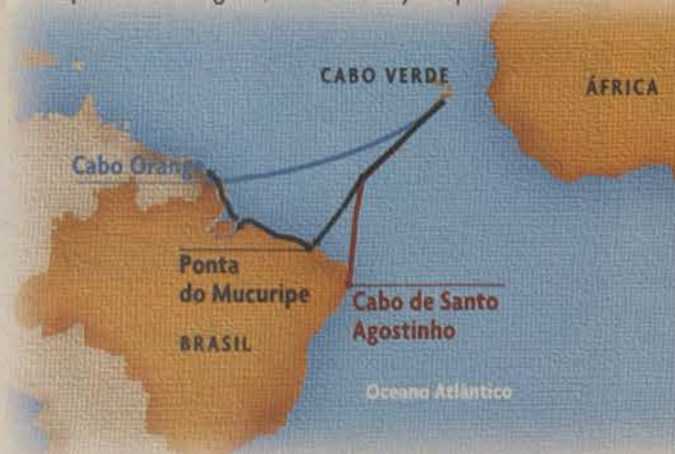 CABO VERDE
ÁFRICA
Cabo Orange
Ponta
do Mucuripe
Cabo de Santo
Agostinho
BRASIL
Oceano Atlântico